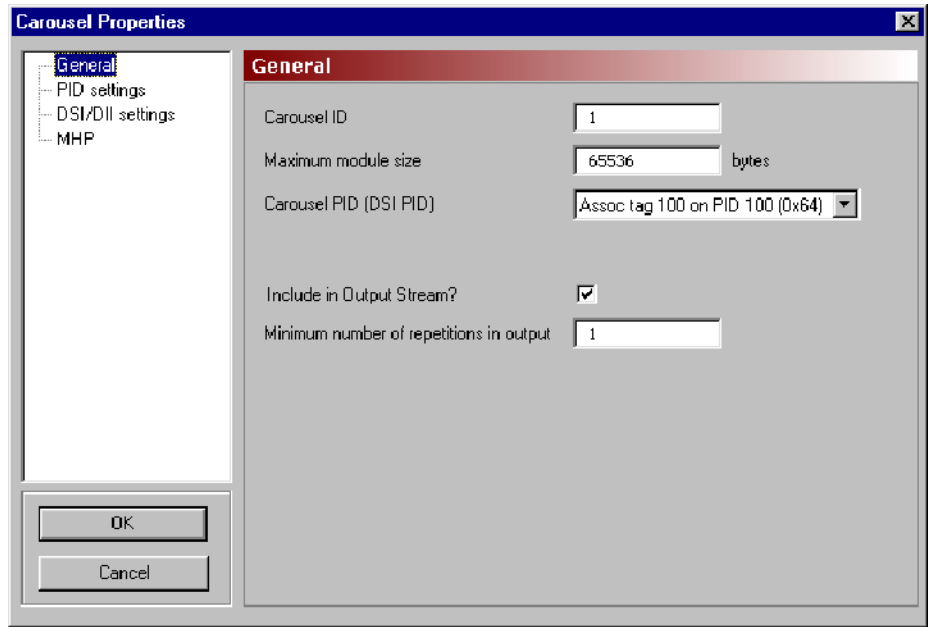 Carousel Properties
General
PID settings
DSI/DII settings
MHP
OK
Cancel
General
Carousel ID 1
Maximum module size 65536 bytes
Carousel PID (DSI PID) Assoc tag 100 on PID 100 (0x64)
Include in Output Stream?
Minimum number of repetitions in output 1